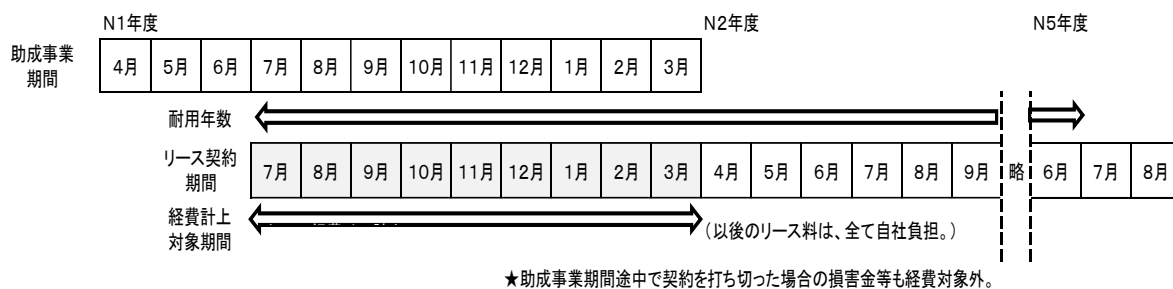 N1年度 N2年度 N5年度
助成事業
期間
4月 5月 6月 7月 8月 9月 10月 11月 12月 1月 2月 3月
耐用年数
リース契約
期間
7月 8月 9月 10月 11月 12月 1月 2月 3月 4月 5月 6月 7月 8月 9月 略 6月 7月 8月
経費計上
対象期間
(以後のリース料は、全て自社負担。)
★助成事業期間途中で契約を打ち切った場合の損害金等も経費対象外。